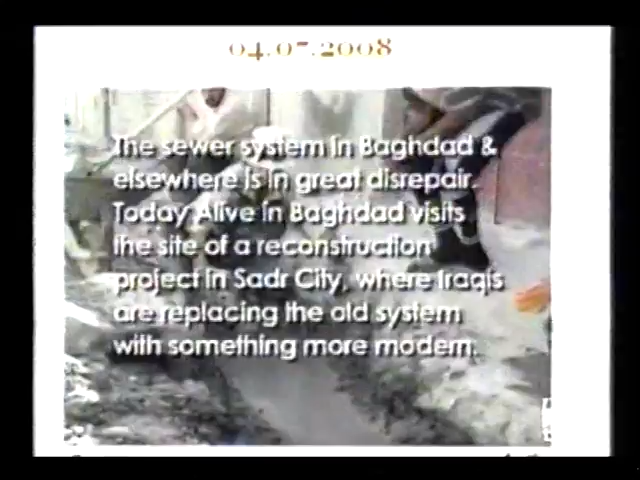 04.07.2008
The sewer system in Baghdad &
elsewhere is in great disrepair.
Today Alive in Baghdad visits
the site of a reconstruction
project in Sadr City, where Iraqis
are replacing the old system
with something more modern.